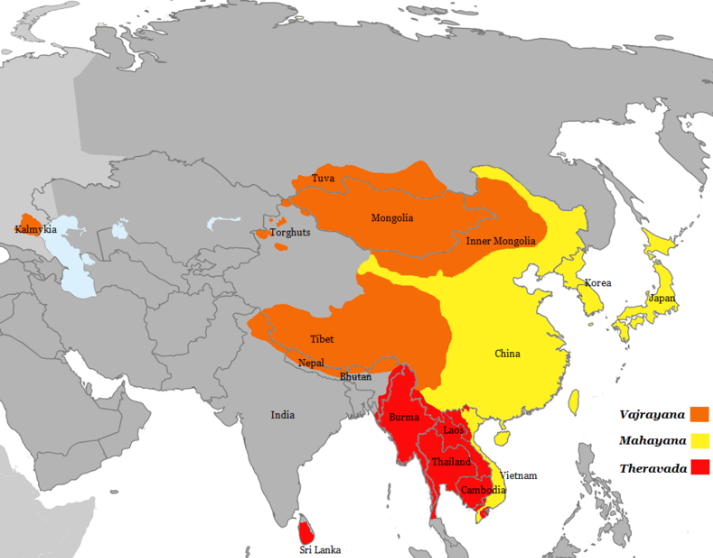 Tuva
Kalmykia
Torghuts
Mongolia
Inner Mongolia
Korea
Japan
Tibet
China
Nepal
Bhutan
India
Burma
Laos
Thailand
Vietnam
Cambodia
Sri Lanka
Vajrayana
Mahayana
Theravada